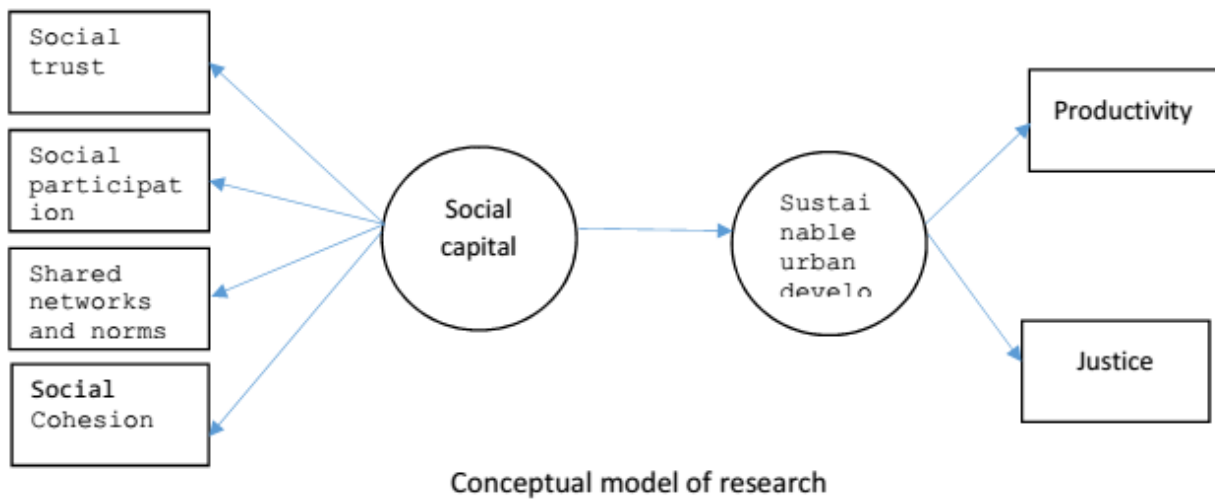 Social
trust
Social
participat
ion
Shared
networks
and norms
Social
Cohesion
Social
capital
Sustai
nable
urban
develo
Productivity
Justice
Conceptual model of research